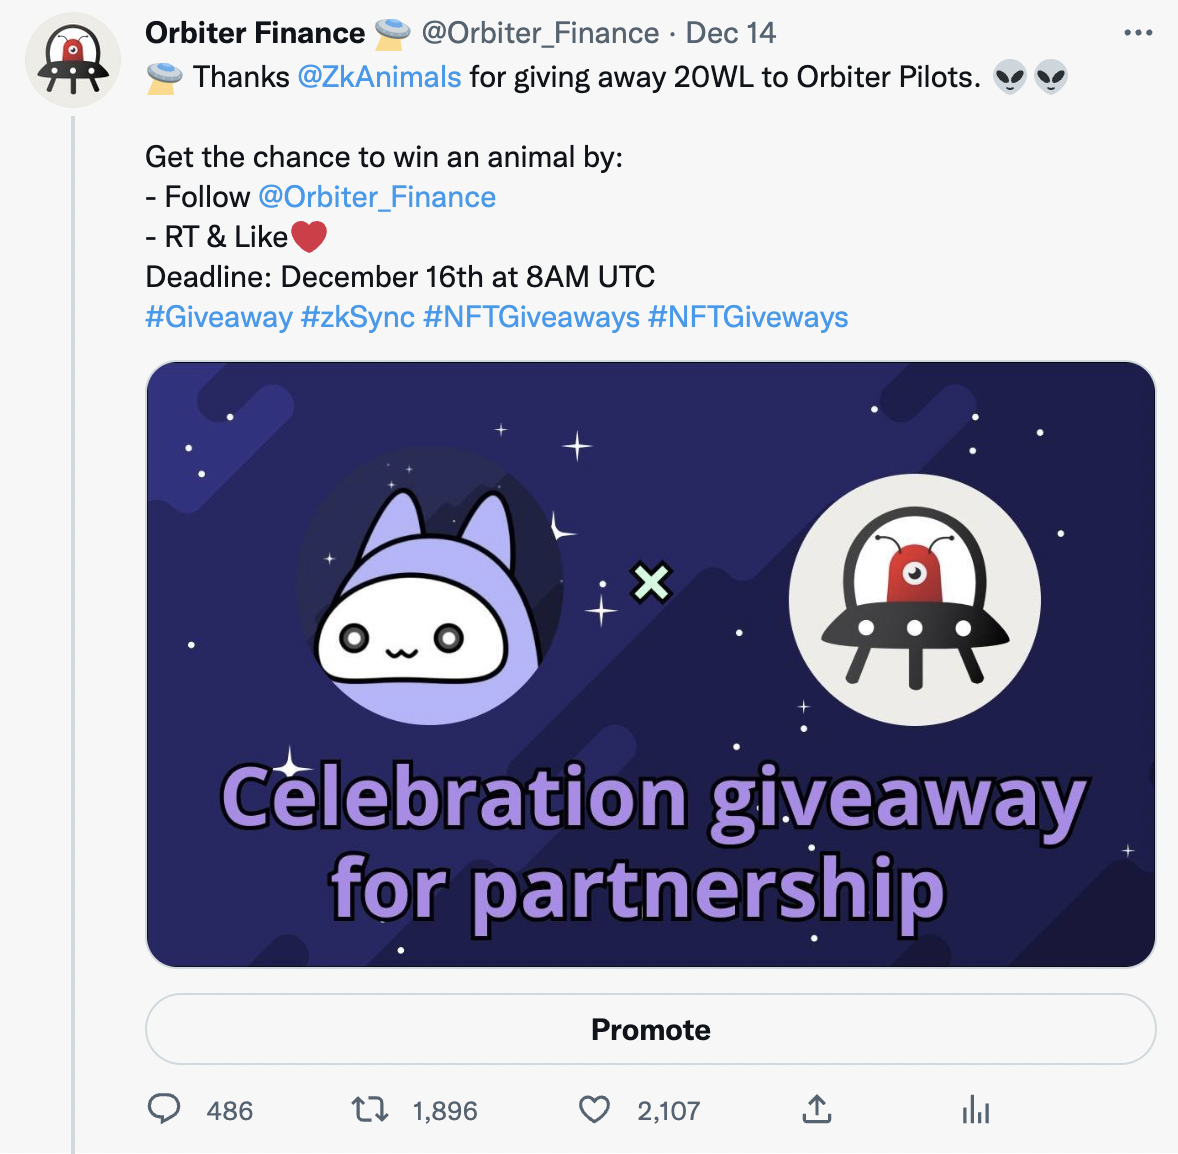 Orbiter Finance 🛸 @Orbiter_Finance · Dec 14
🛸 Thanks @ZkAnimals for giving away 20WL to Orbiter Pilots. 👽👽
Get the chance to win an animal by:
- Follow @Orbiter_Finance
- RT & Like❤️
Deadline: December 16th at 8AM UTC
#Giveaway #zkSync #NFTGiveaways #NFTGiveways
Celebration giveaway
for partnership
Promote
486 1,896 2,107